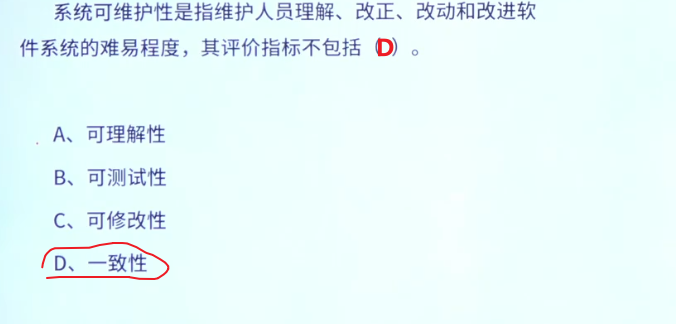 系统可维护性是指维护人员理解、改正、改动和改进软
件系统的难易程度，其评价指标不包括（D）。
A、可理解性
B、可测试性
C、可修改性
D、一致性